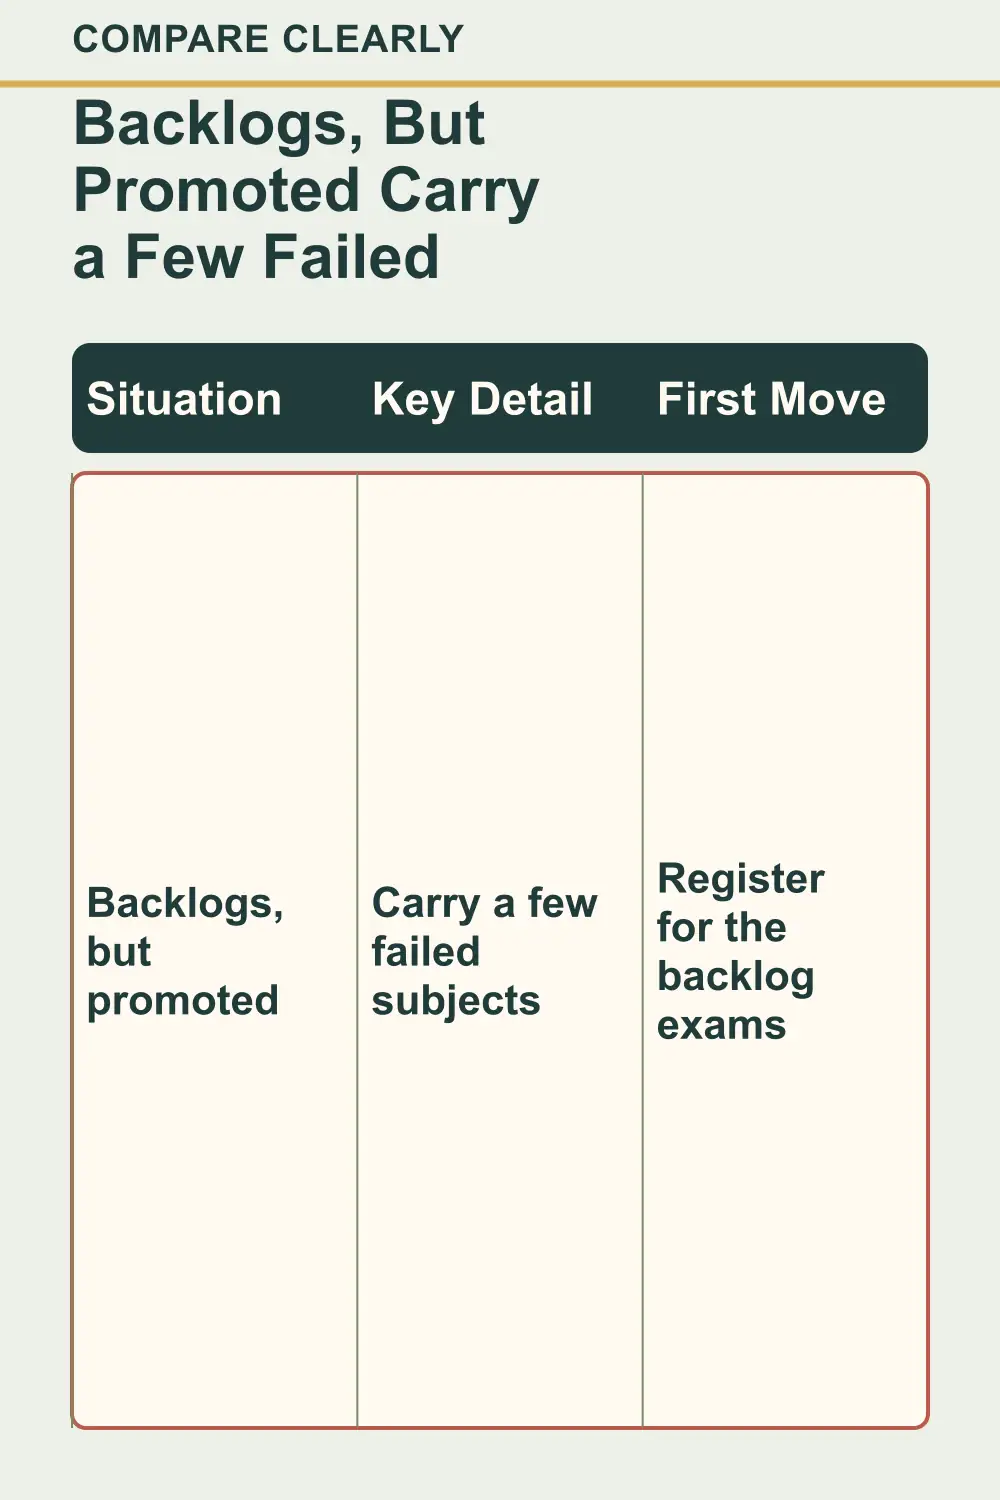 COMPARE CLEARLY
Backlogs, But
Promoted Carry
a Few Failed
Situation
Key Detail
First Move
Backlogs,
but
promoted
Carry a few
failed
subjects
Register
for the
backlog
exams